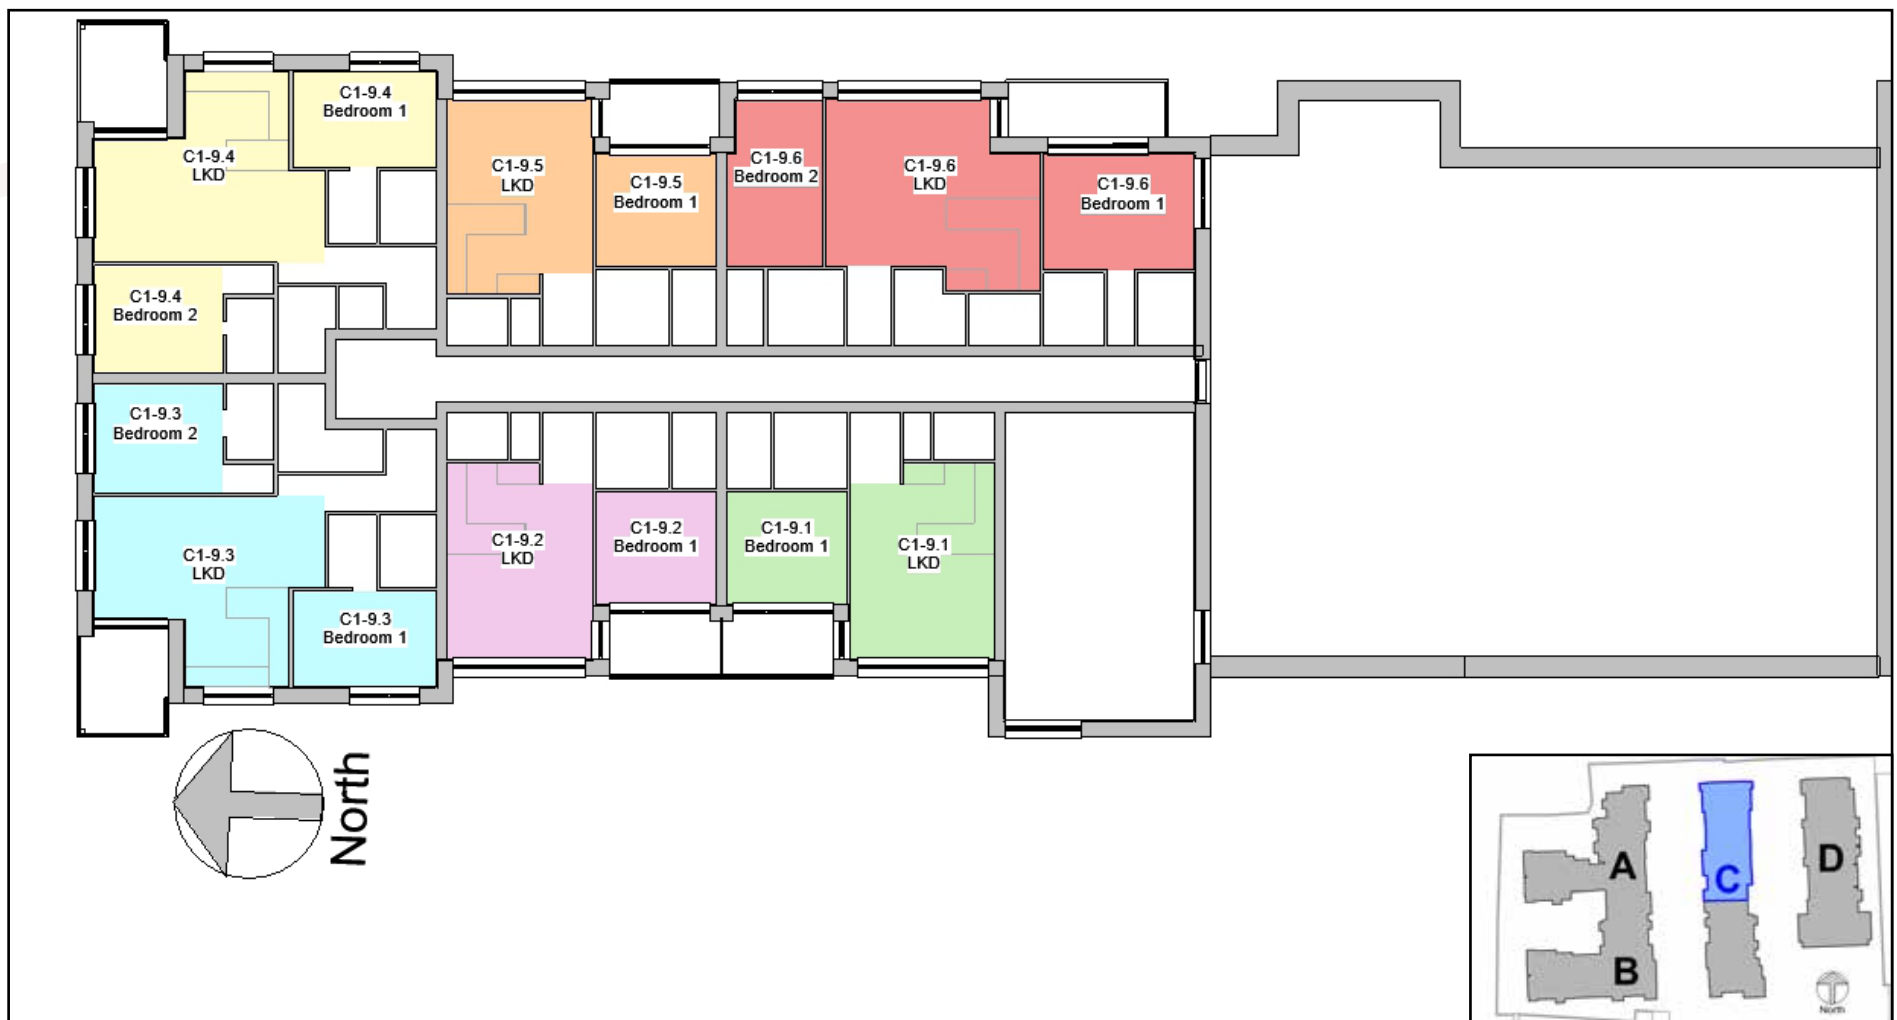 C1-9.4
Bedroom 1
C1-9.4
LKD
C1-9.5
LKD
C1-9.5
Bedroom 1
C1-9.6
Bedroom 2
C1-9.6
LKD
C1-9.6
Bedroom 1
C1-9.4
Bedroom 2
C1-9.3
Bedroom 2
C1-9.3
LKD
C1-9.3
Bedroom 1
C1-9.2
LKD
C1-9.2
Bedroom 1
C1-9.1
Bedroom 1
C1-9.1
LKD
North
A
C
D
B
North